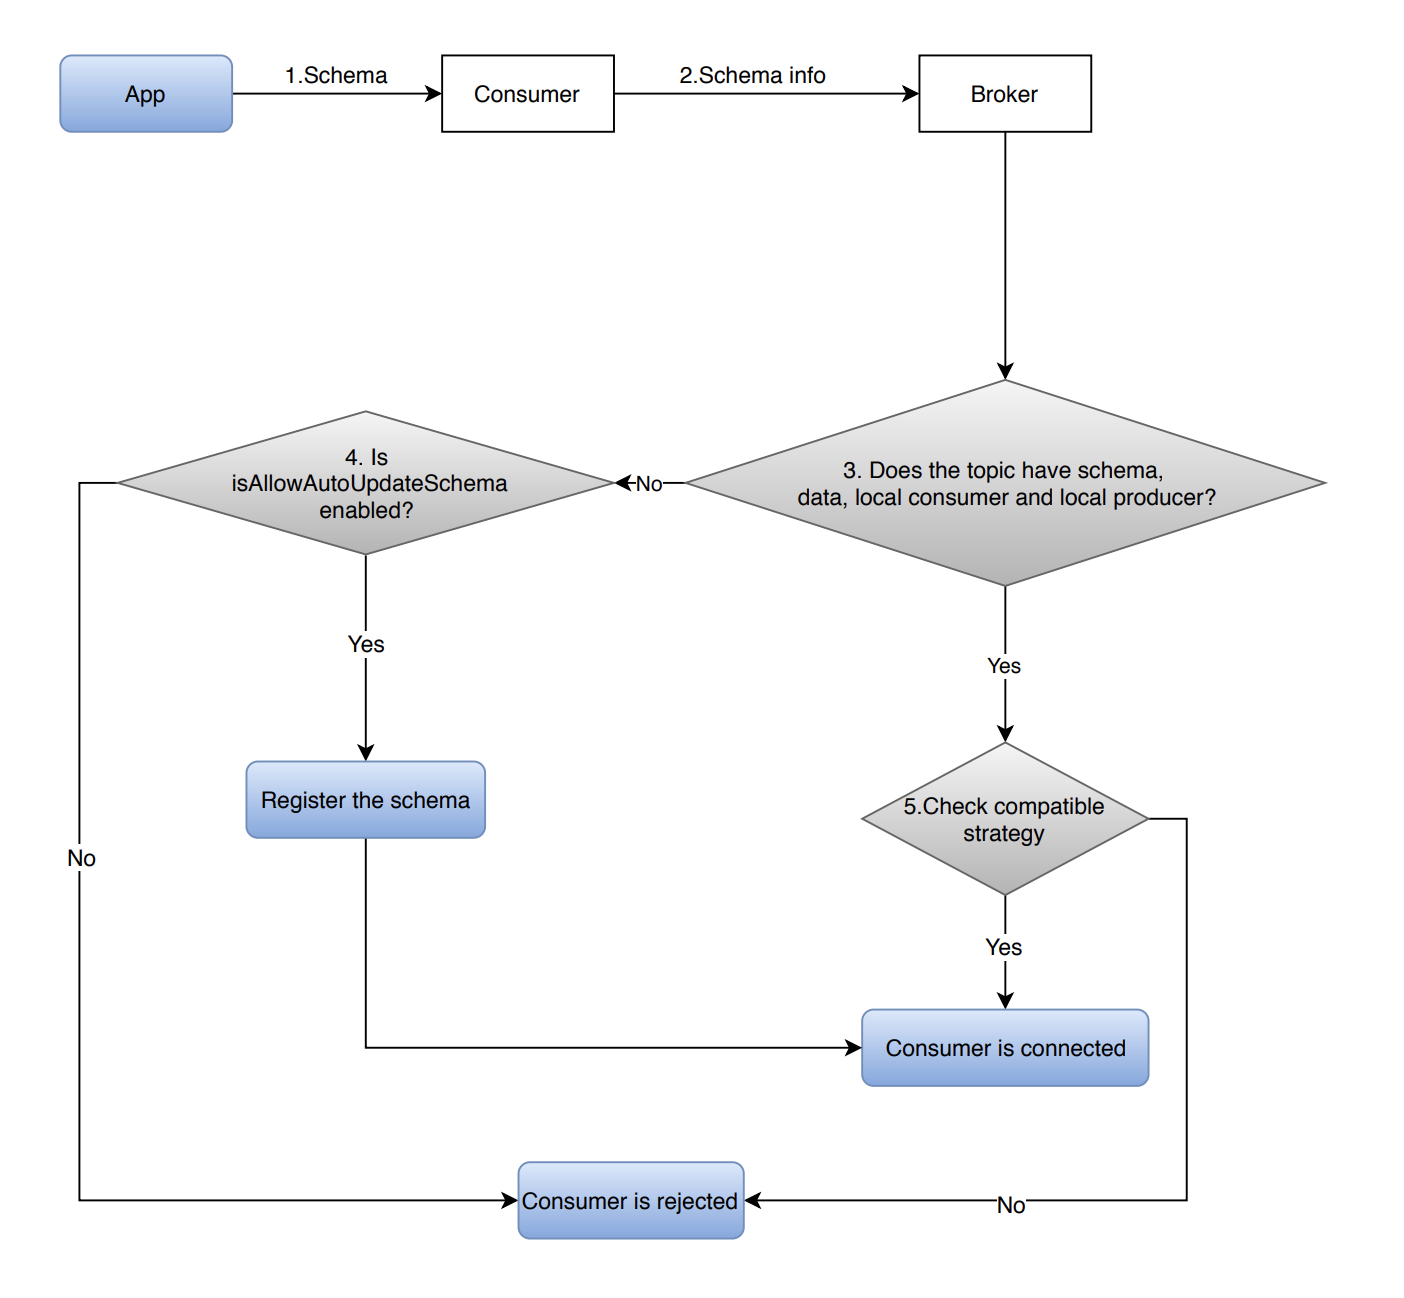 App
1.Schema
Consumer
2.Schema info
Broker
3. Does the topic have schema,
data, local consumer and local producer?
No
4. Is
isAllowAutoUpdateSchema
enabled?
Yes
Yes
Register the schema
5.Check compatible
strategy
No
Yes
Consumer is connected
Consumer is rejected
No